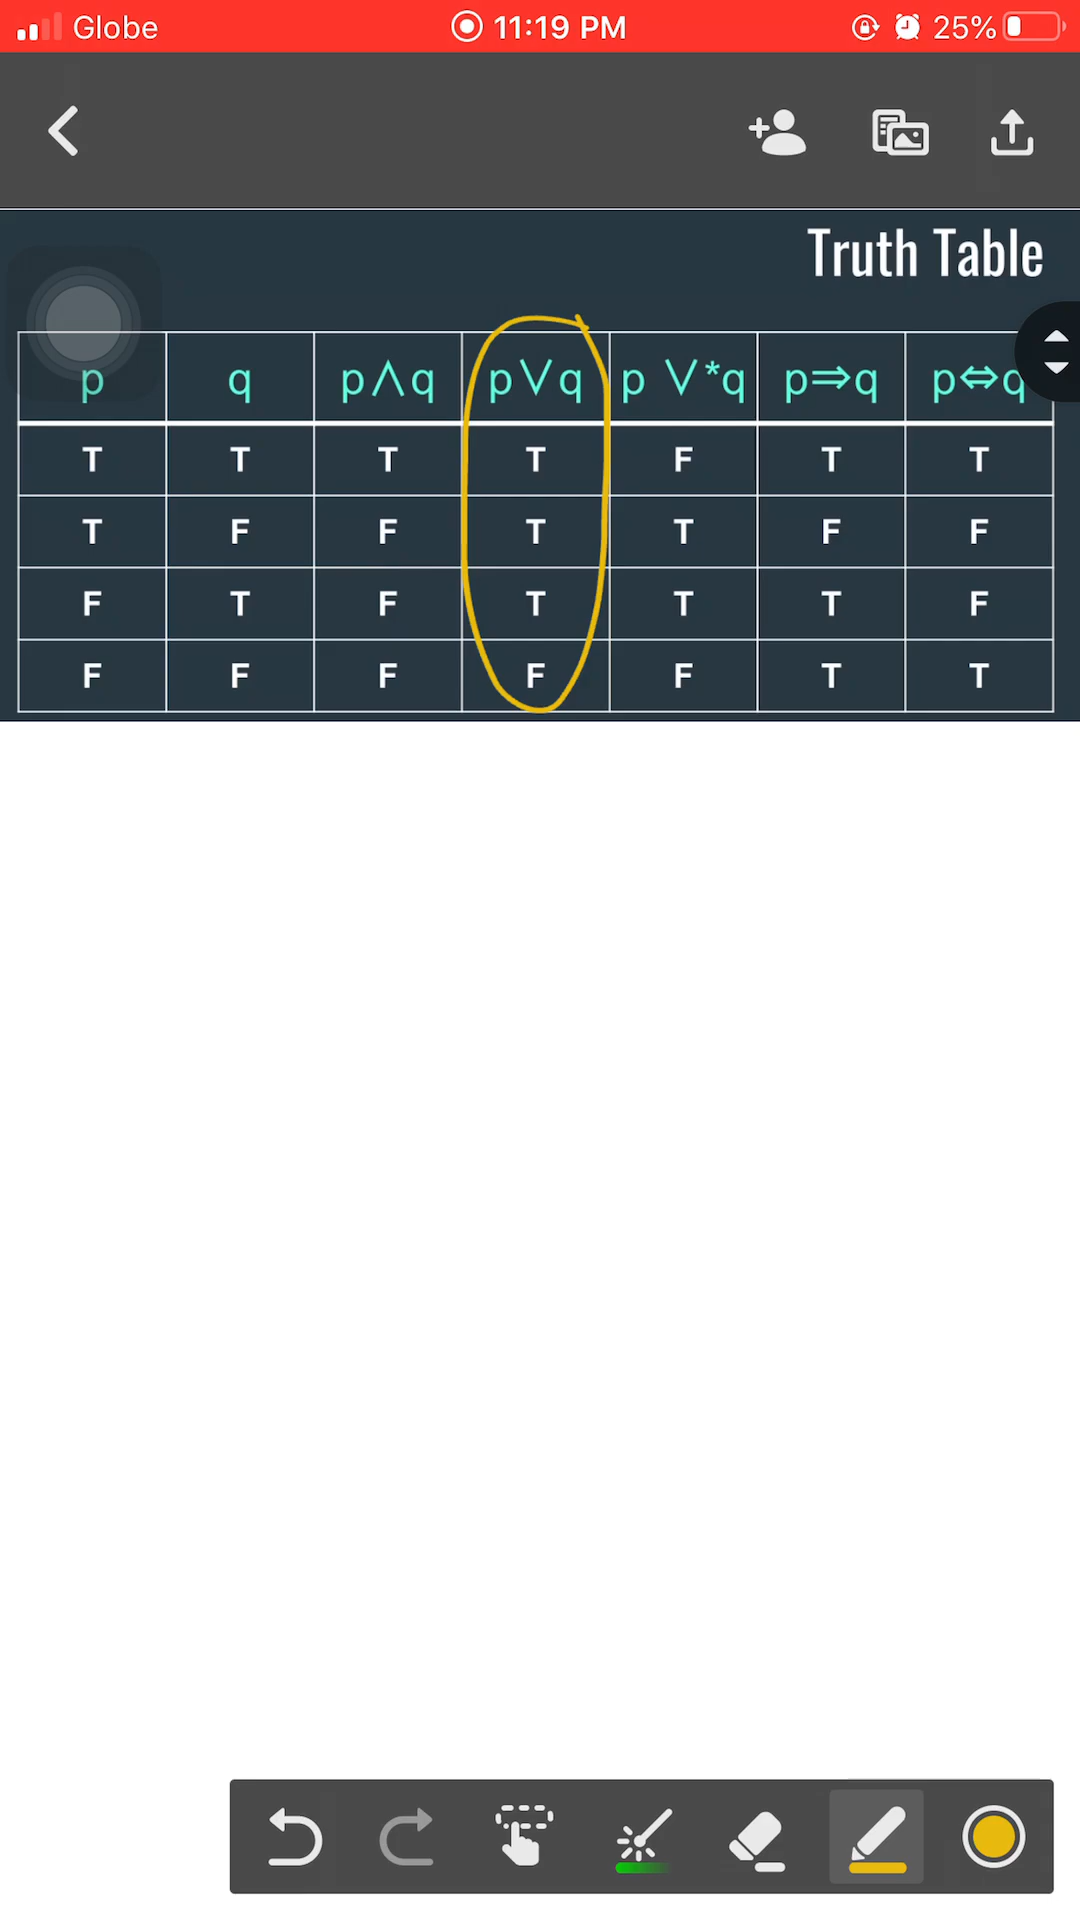 Globe 11:19 PM 25%
Truth Table
p q p∧q p∨q p ∨*q p⇒q p⇔q
T T T T F T T
T F F T T F F
F T F T T T F
F F F F F T T